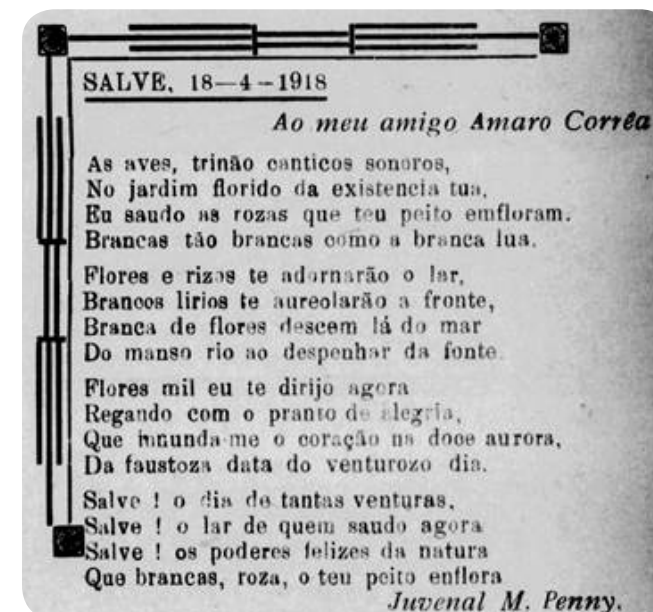 SALVE, 18—4—1918
Ao meu amigo Amaro Corrêa
As aves, trinão canticos sonoros,
No jardim florido da existencia tua,
Eu saudo as rozas que teu peito emfloram.
Brancas tão brancas como a branca lua.
Flores e rizos te adornarão o lar,
Brancos lirios te aureolarão a fronte,
Branca de flores descem lá do mar
Do manso rio ao despenhar da fonte.
Flores mil eu te dirijo agora
Regando com o pranto de alegria,
Que innunda-me o coração na doce aurora,
Da faustoza data do venturozo dia.
Salve ! o dia de tantas venturas,
Salve ! o lar de quem saudo agora
Salve ! os poderes felizes da natura
Que brancas, roza, o teu peito enflora
Juvenal M. Penny.